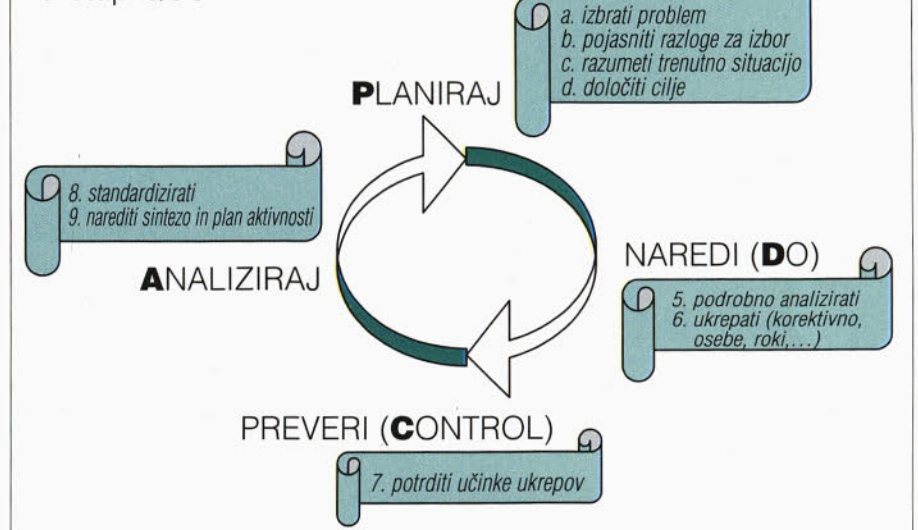 a. izbrati problem
b. pojasniti razloge za izbor
c. razumeti trenutno situacijo
d. določiti cilje
PLANIRAJ
8. standardizirati
9. narediti sintezo in plan aktivnosti
ANALIZIRAJ
NAREDI (DO)
5. podrobno analizirati
6. ukrepati (korektivno,
osebe, roki,...)
PREVERI (CONTROL)
7. potrditi učinke ukrepov